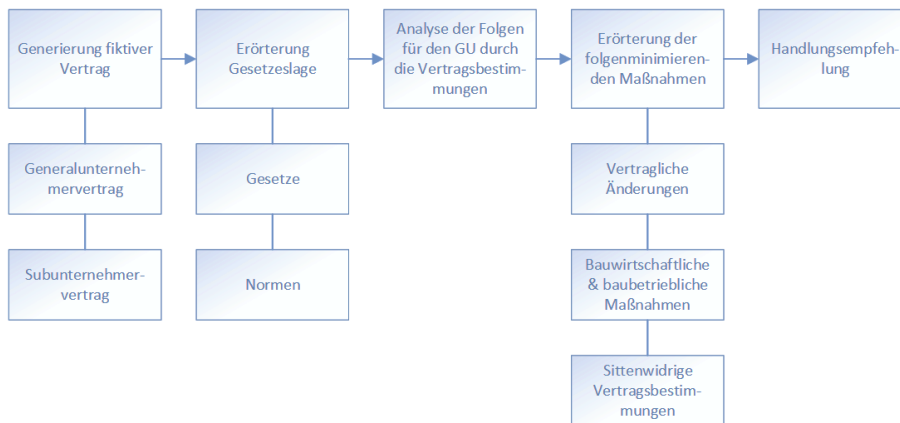 Generierung fiktiver
Vertrag
Erörterung
Gesetzeslage
Analyse der Folgen
für den GU durch
die Vertragsbestim-
mungen
Erörterung der
folgenminimieren-
den Maßnahmen
Handlungsempfeh-
lung
Generalunterneh-
mervertrag
Gesetze
Vertragliche
Änderungen
Subunternehmer-
vertrag
Normen
Bauwirtschaftliche
& baubetriebliche
Maßnahmen
Sittenwidrige
Vertragsbestim-
mungen